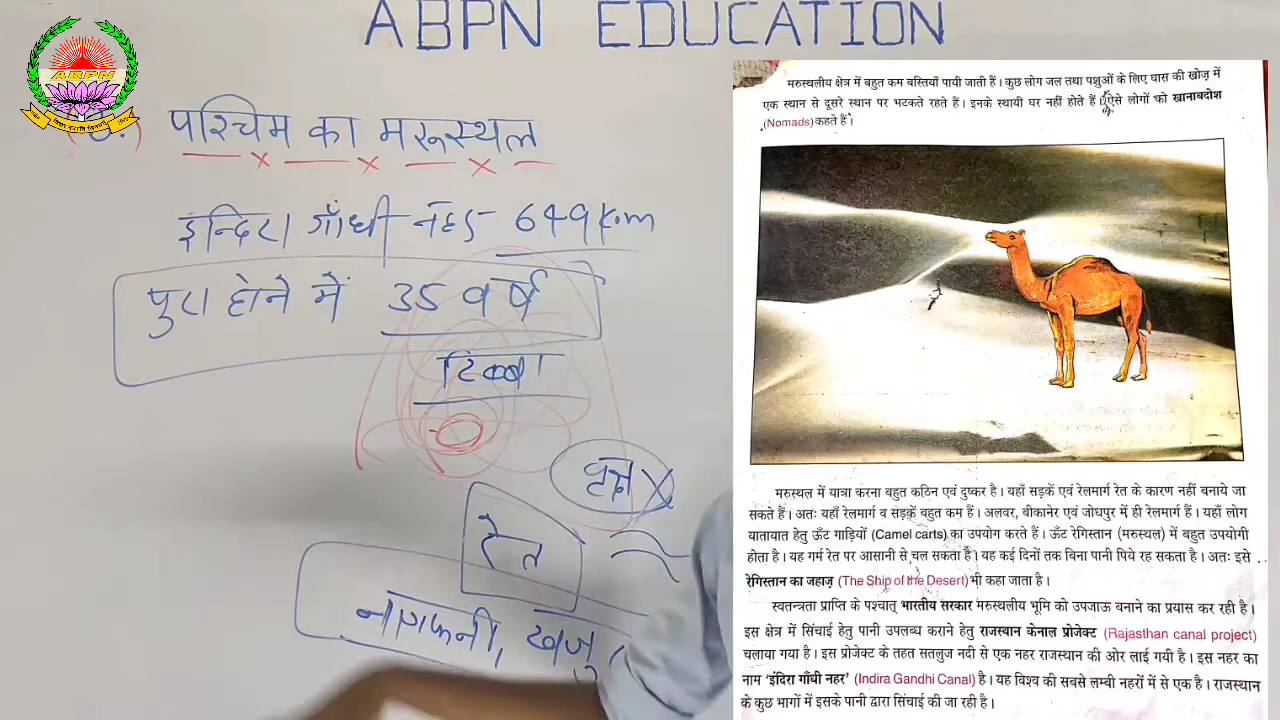 ABPN EDUCATION
ABPN
पश्चिम का मरूस्थल
इन्दिरा गाँधी नहर 649 k.m
पुरा होने में 35 वर्ष
टिब्बा
वृक्ष
रेत
नागफनी, खजु
मरुस्थलीय क्षेत्र में बहुत कम बस्तियाँ पायी जाती हैं। कुछ लोग जल तथा पशुओं के लिए घास की खोज़ में
एक स्थान से दूसरे स्थान पर भटकते रहते हैं। इनके स्थायी घर नहीं होते हैं। ऐसे लोगों को खानाबदोश
(Nomads) कहते हैं।
मरुस्थल में यात्रा करना बहुत कठिन एवं दुष्कर है। यहाँ सड़कें एवं रेलमार्ग रेत के कारण नहीं बनाये जा
सकते हैं। अतः यहाँ रेलमार्ग व सड़कें बहुत कम हैं। अलवर, बीकानेर एवं जोधपुर में ही रेलमार्ग हैं। यहाँ लोग
यातायात हेतु ऊँट गाड़ियों (Camel carts) का उपयोग करते हैं। ऊँट रेगिस्तान (मरुस्थल) में बहुत उपयोगी
होता है। यह गर्म रेत पर आसानी से चल सकता है। यह कई दिनों तक बिना पानी पिये रह सकता है। अतः इसे
रेगिस्तान का जहाज़ (The Ship of the Desert) भी कहा जाता है।
स्वतन्त्रता प्राप्ति के पश्चात् भारतीय सरकार मरुस्थलीय भूमि को उपजाऊ बनाने का प्रयास कर रही है।
इस क्षेत्र में सिंचाई हेतु पानी उपलब्ध कराने हेतु राजस्थान केनाल प्रोजेक्ट (Rajasthan canal project)
चलाया गया है। इस प्रोजेक्ट के तहत सतलुज नदी से एक नहर राजस्थान की ओर लाई गयी है। इस नहर का
नाम 'इंदिरा गाँधी नहर' (Indira Gandhi Canal) है। यह विश्व की सबसे लम्बी नहरों में से एक है। राजस्थान
के कुछ भागों में इसके पानी द्वारा सिंचाई की जा रही है।